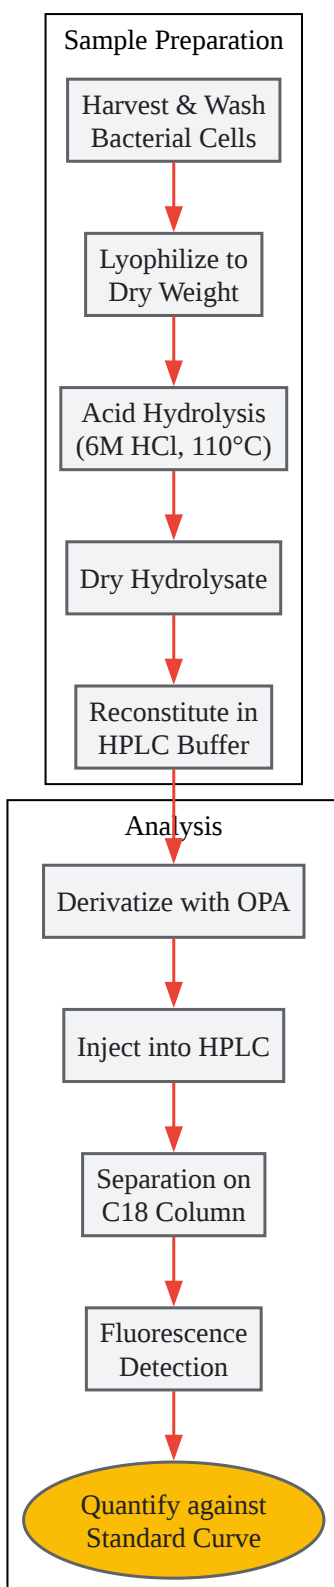 Sample Preparation
Harvest & Wash
Bacterial Cells
Lyophilize to
Dry Weight
Acid Hydrolysis
(6M HCl, 110°C)
Dry Hydrolysate
Reconstitute in
HPLC Buffer
Analysis
Derivatize with OPA
Inject into HPLC
Separation on
C18 Column
Fluorescence
Detection
Quantify against
Standard Curve